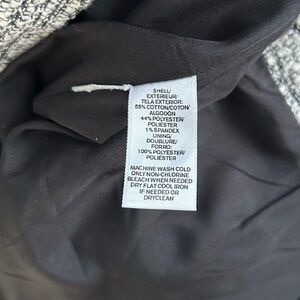 SHELL/
EXTERIEUR/
TELA EXTERIOR:
55% COTTON/COTON/
ALGODÓN
44% POLYESTER/
POLIESTER
1% SPANDEX
LINING/
DOUBLURE/
FORRO:
100% POLYESTER/
POLIESTER
MACHINE WASH COLD
ONLY NON-CHLORINE
BLEACH WHEN NEEDED
DRY FLAT COOL IRON
IF NEEDED OR
DRYCLEAN